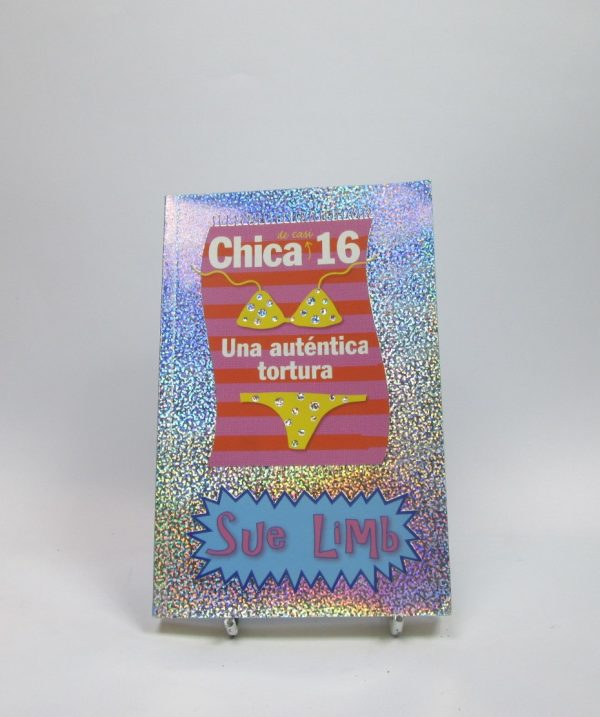 de casi
Chica 16
Una auténtica
tortura
Sue LiMb